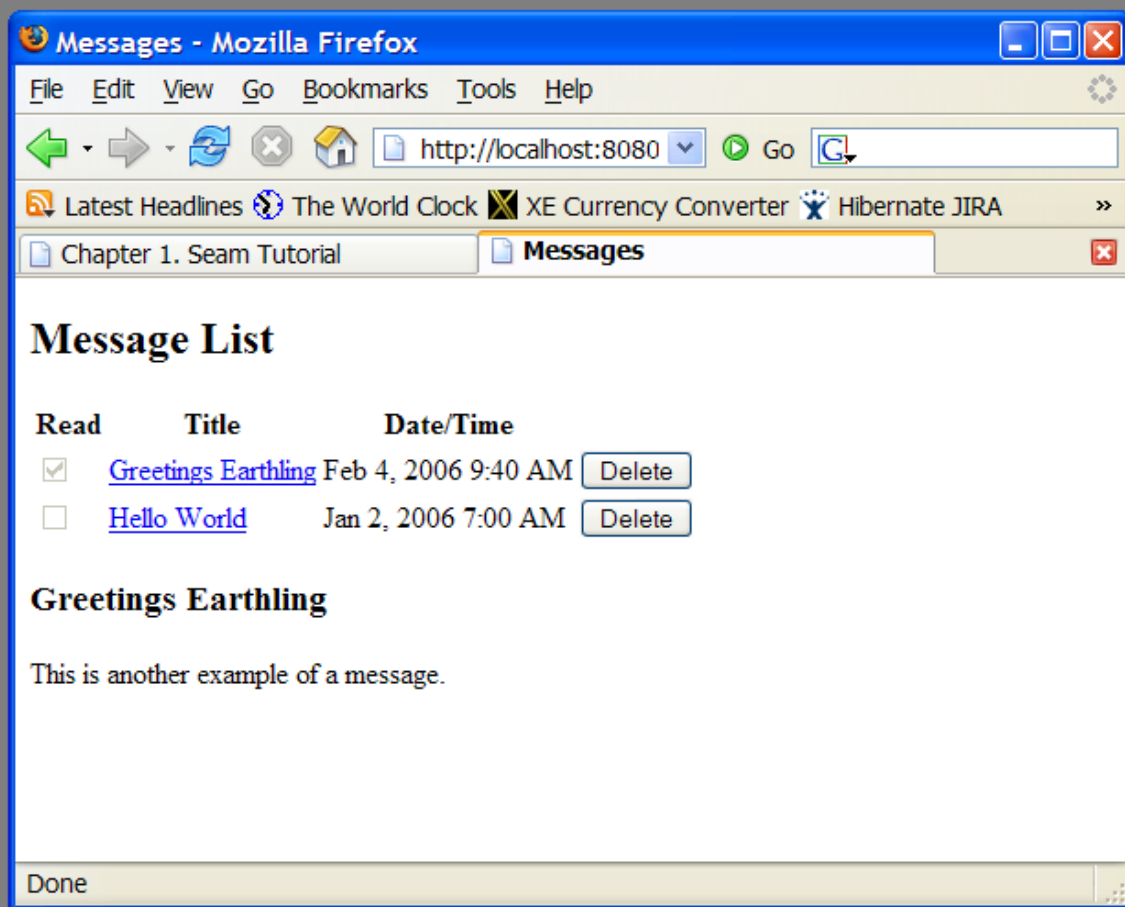 Messages - Mozilla Firefox
File Edit View Go Bookmarks Tools Help
http://localhost:8080 Go G
Latest Headlines The World Clock XE Currency Converter Hibernate JIRA »
Chapter 1. Seam Tutorial Messages
Message List
Read Title Date/Time
Greetings Earthling Feb 4, 2006 9:40 AM Delete
Hello World Jan 2, 2006 7:00 AM Delete
Greetings Earthling
This is another example of a message.
Done